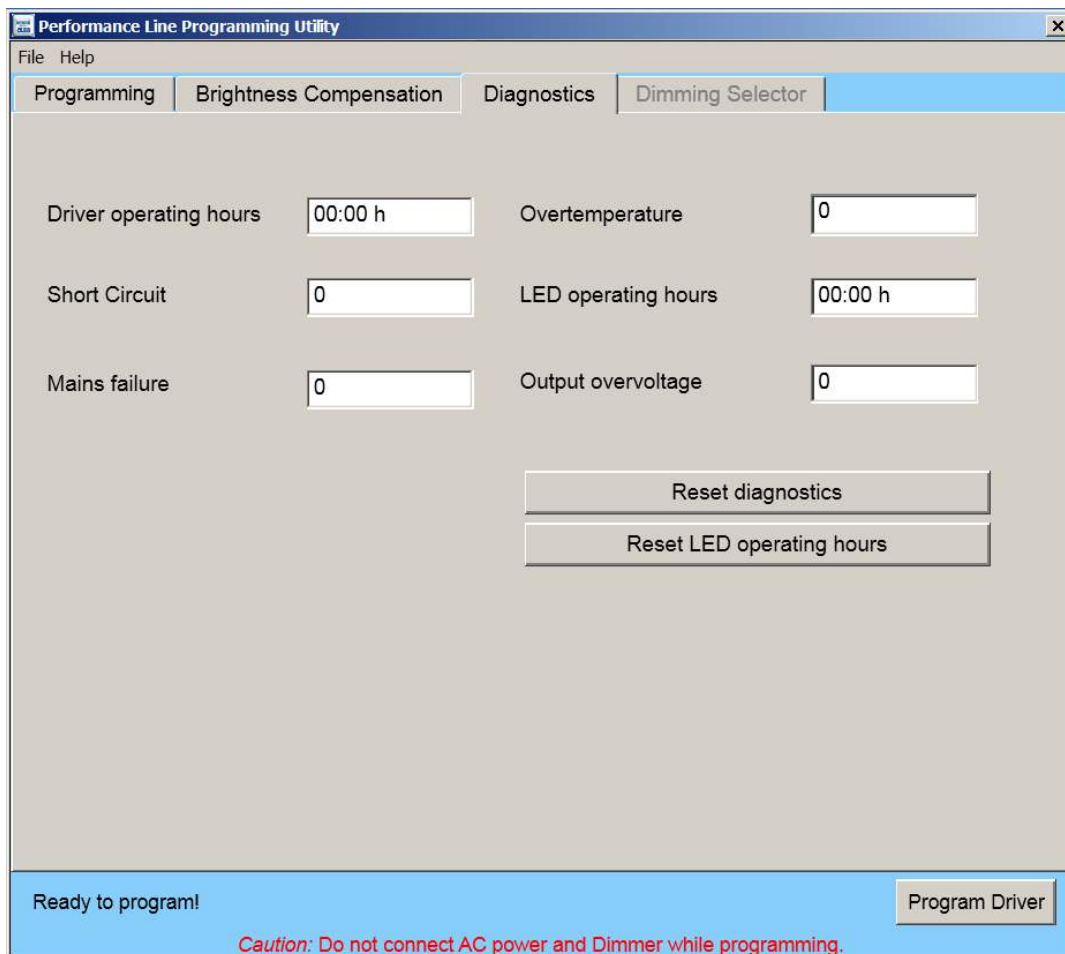 Performance Line Programming Utility
File Help
Programming Brightness Compensation Diagnostics Dimming Selector
Driver operating hours 00:00 h Overtemperature 0
Short Circuit 0 LED operating hours 00:00 h
Mains failure 0 Output overvoltage 0
Reset diagnostics
Reset LED operating hours
Ready to program! Program Driver
Caution: Do not connect AC power and Dimmer while programming.